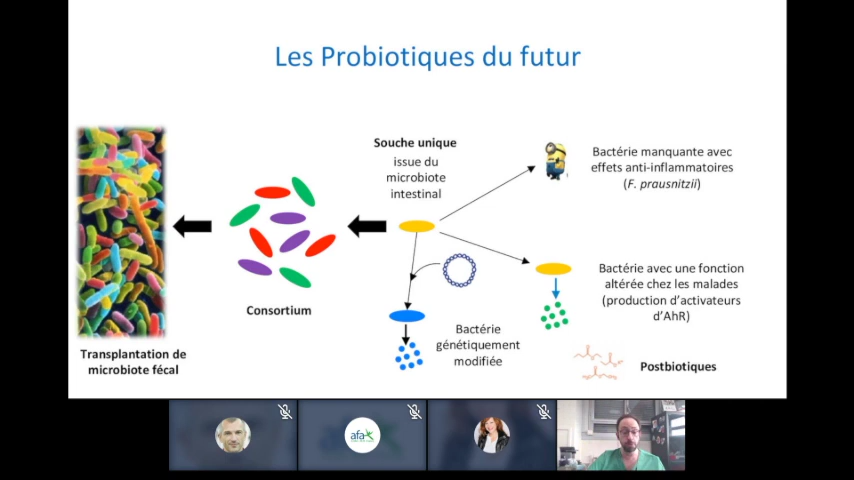 Les Probiotiques du futur
Souche unique
issue du
microbiote
intestinal
Bactérie manquante avec
effets anti-inflammatoires
(F. prausnitzii)
Bactérie avec une fonction
altérée chez les malades
(production d'activateurs
d'AhR)
Consortium
Bactérie
génétiquement
modifiée
Transplantation de
microbiote fécal
Postbiotiques
afa